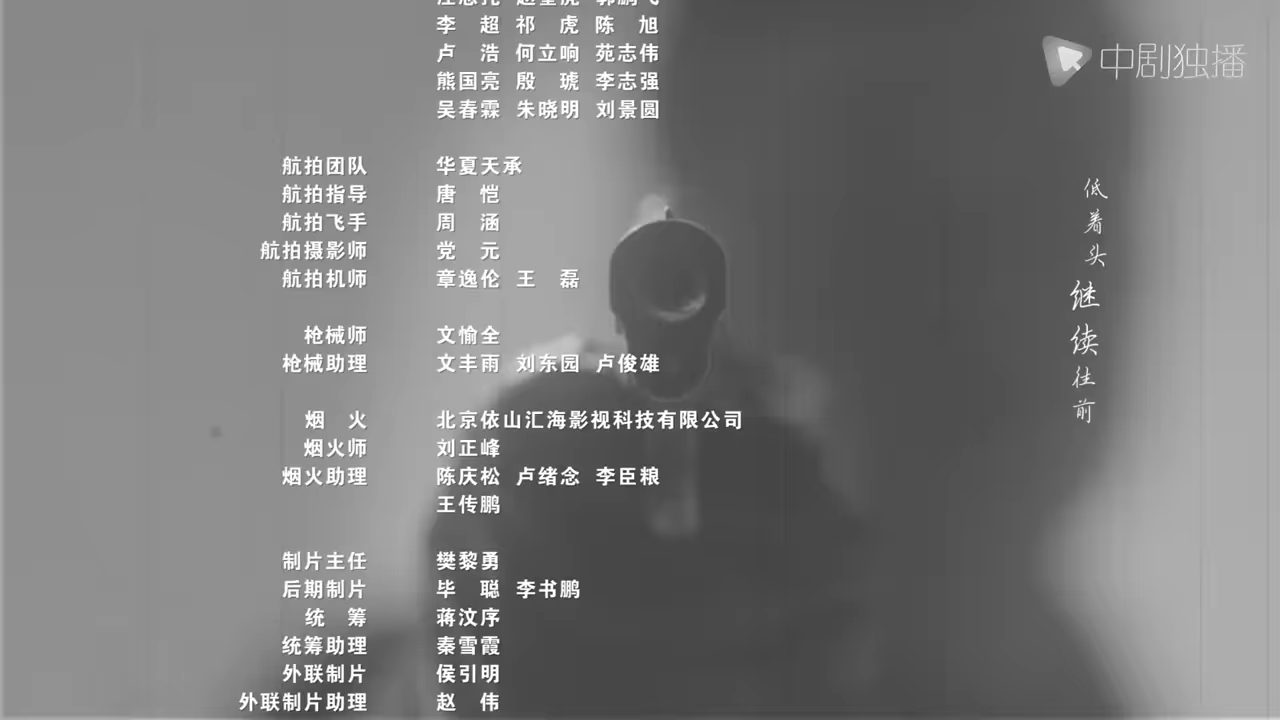 李　超 祁　虎 陈　旭
卢　浩 何立响 苑志伟
熊国亮 殷　琥 李志强
吴春霖 朱晓明 刘景圆
航拍团队 华夏天承
航拍指导 唐　恺
航拍飞手 周　涵
航拍摄影师 党　元
航拍机师 章逸伦 王　磊
枪械师 文愉全
枪械助理 文丰雨 刘东园 卢俊雄
烟　火 北京依山汇海影视科技有限公司
烟火师 刘正峰
烟火助理 陈庆松 卢绪念 李臣粮
王传鹏
制片主任 樊黎勇
后期制片 毕　聪 李书鹏
统　筹 蒋汶序
统筹助理 秦雪霞
外联制片 侯引明
外联制片助理 赵　伟
中剧独播
低着头继续往前